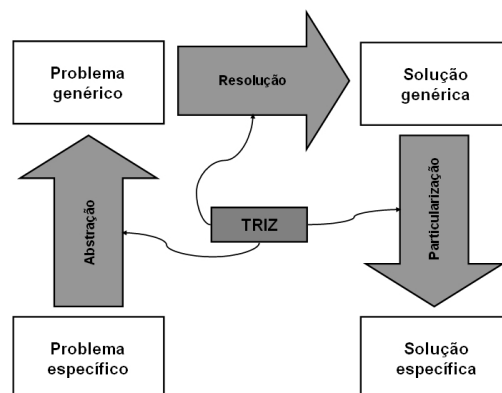 Problema
genérico
Resolução
Solução
genérica
Abstração
TRIZ
Particularização
Problema
específico
Solução
específica